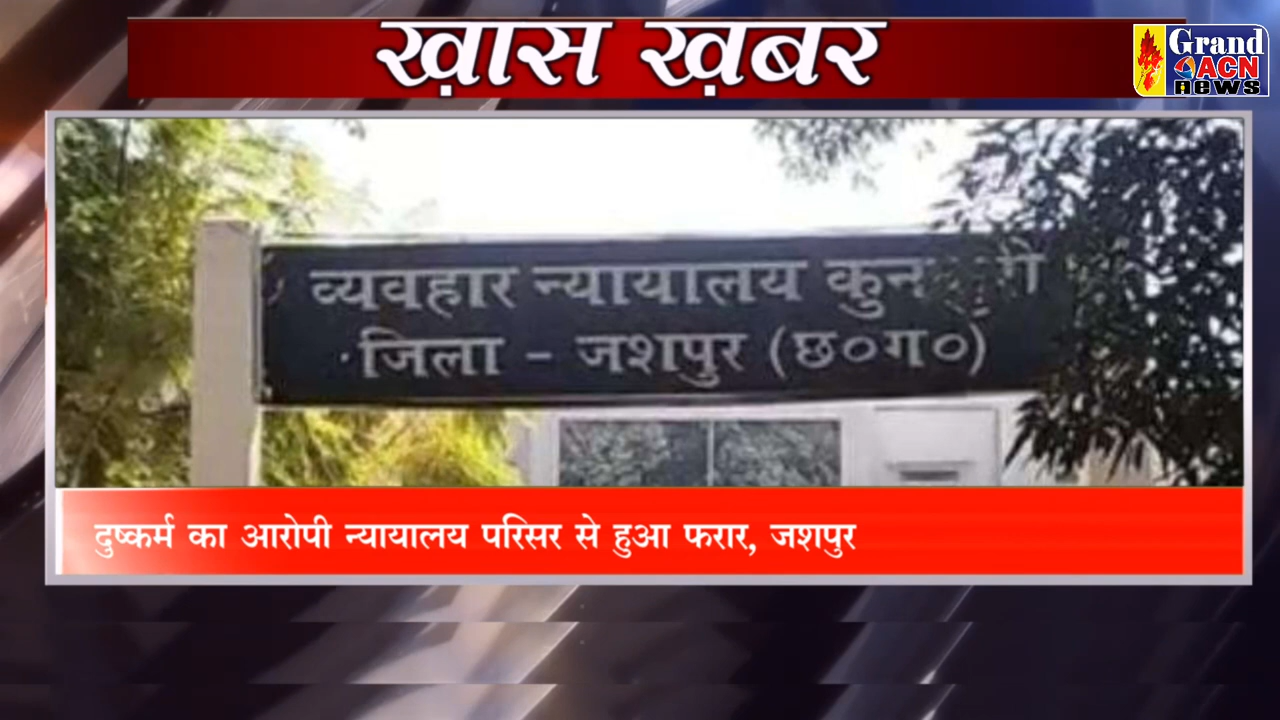 ख़ास ख़बर
Grand
ACN
news
व्यवहार न्यायालय
जिला - जशपुर (छ०ग०)
दुष्कर्म का आरोपी न्यायालय परिसर से हुआ फरार, जशपुर